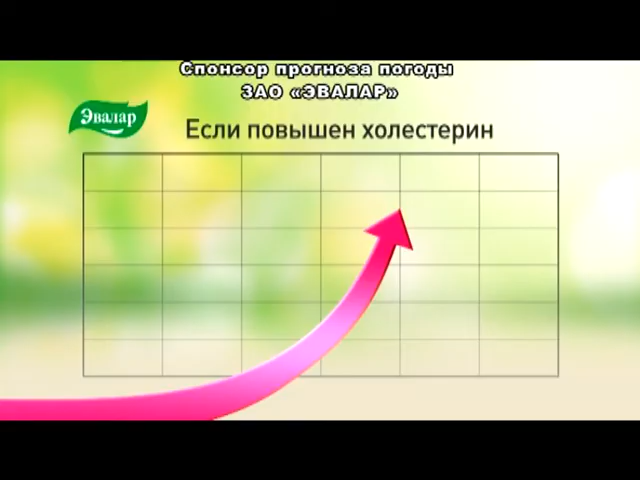 Спонсор прогноза погоды
ЗАО «ЭВАЛАР»
Эвалар
Если повышен холестерин